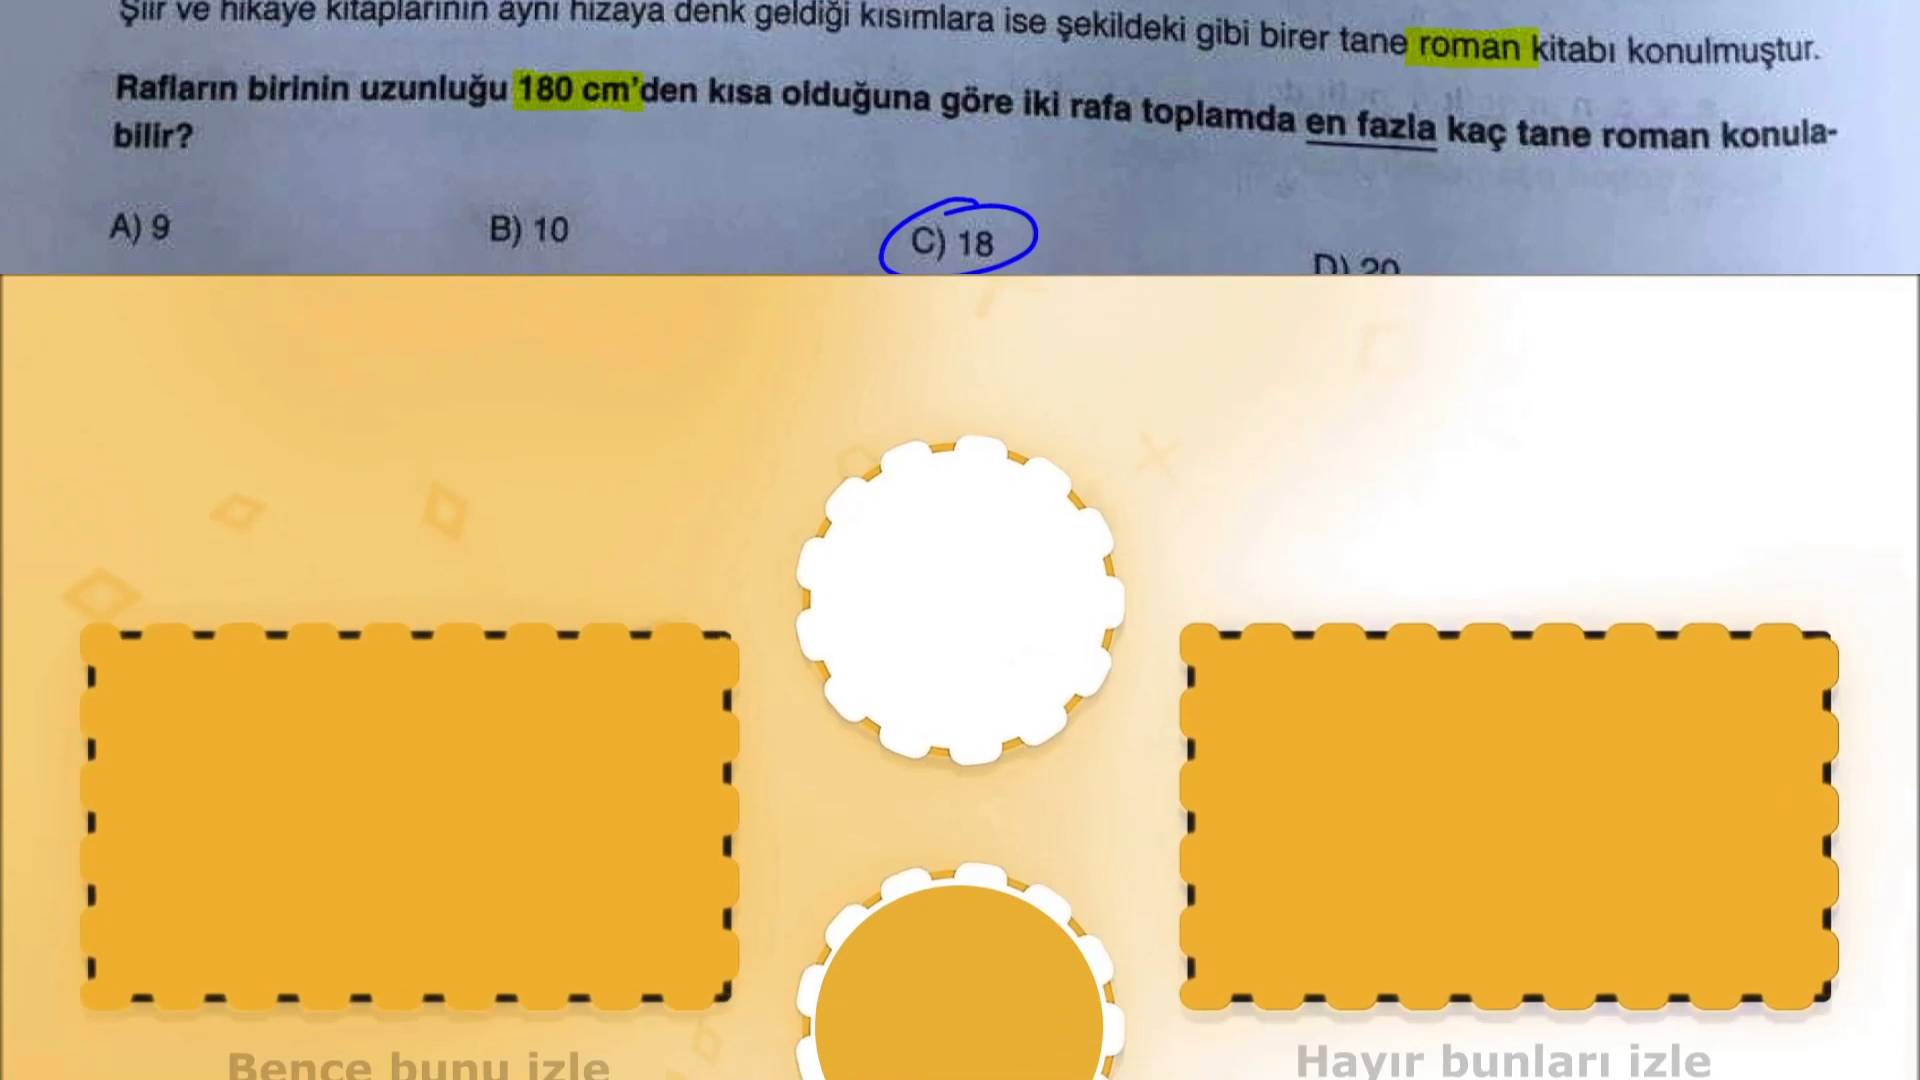 Şiir ve hikaye kitaplarının aynı hizaya denk geldiği kısımlara ise şekildeki gibi birer tane roman kitabı konulmuştur.
Rafların birinin uzunluğu 180 cm'den kısa olduğuna göre iki rafa toplamda en fazla kaç tane roman konula-
bilir?
A) 9 B) 10 C) 18 D) 20
Bence bunu izle Hayır bunları izle